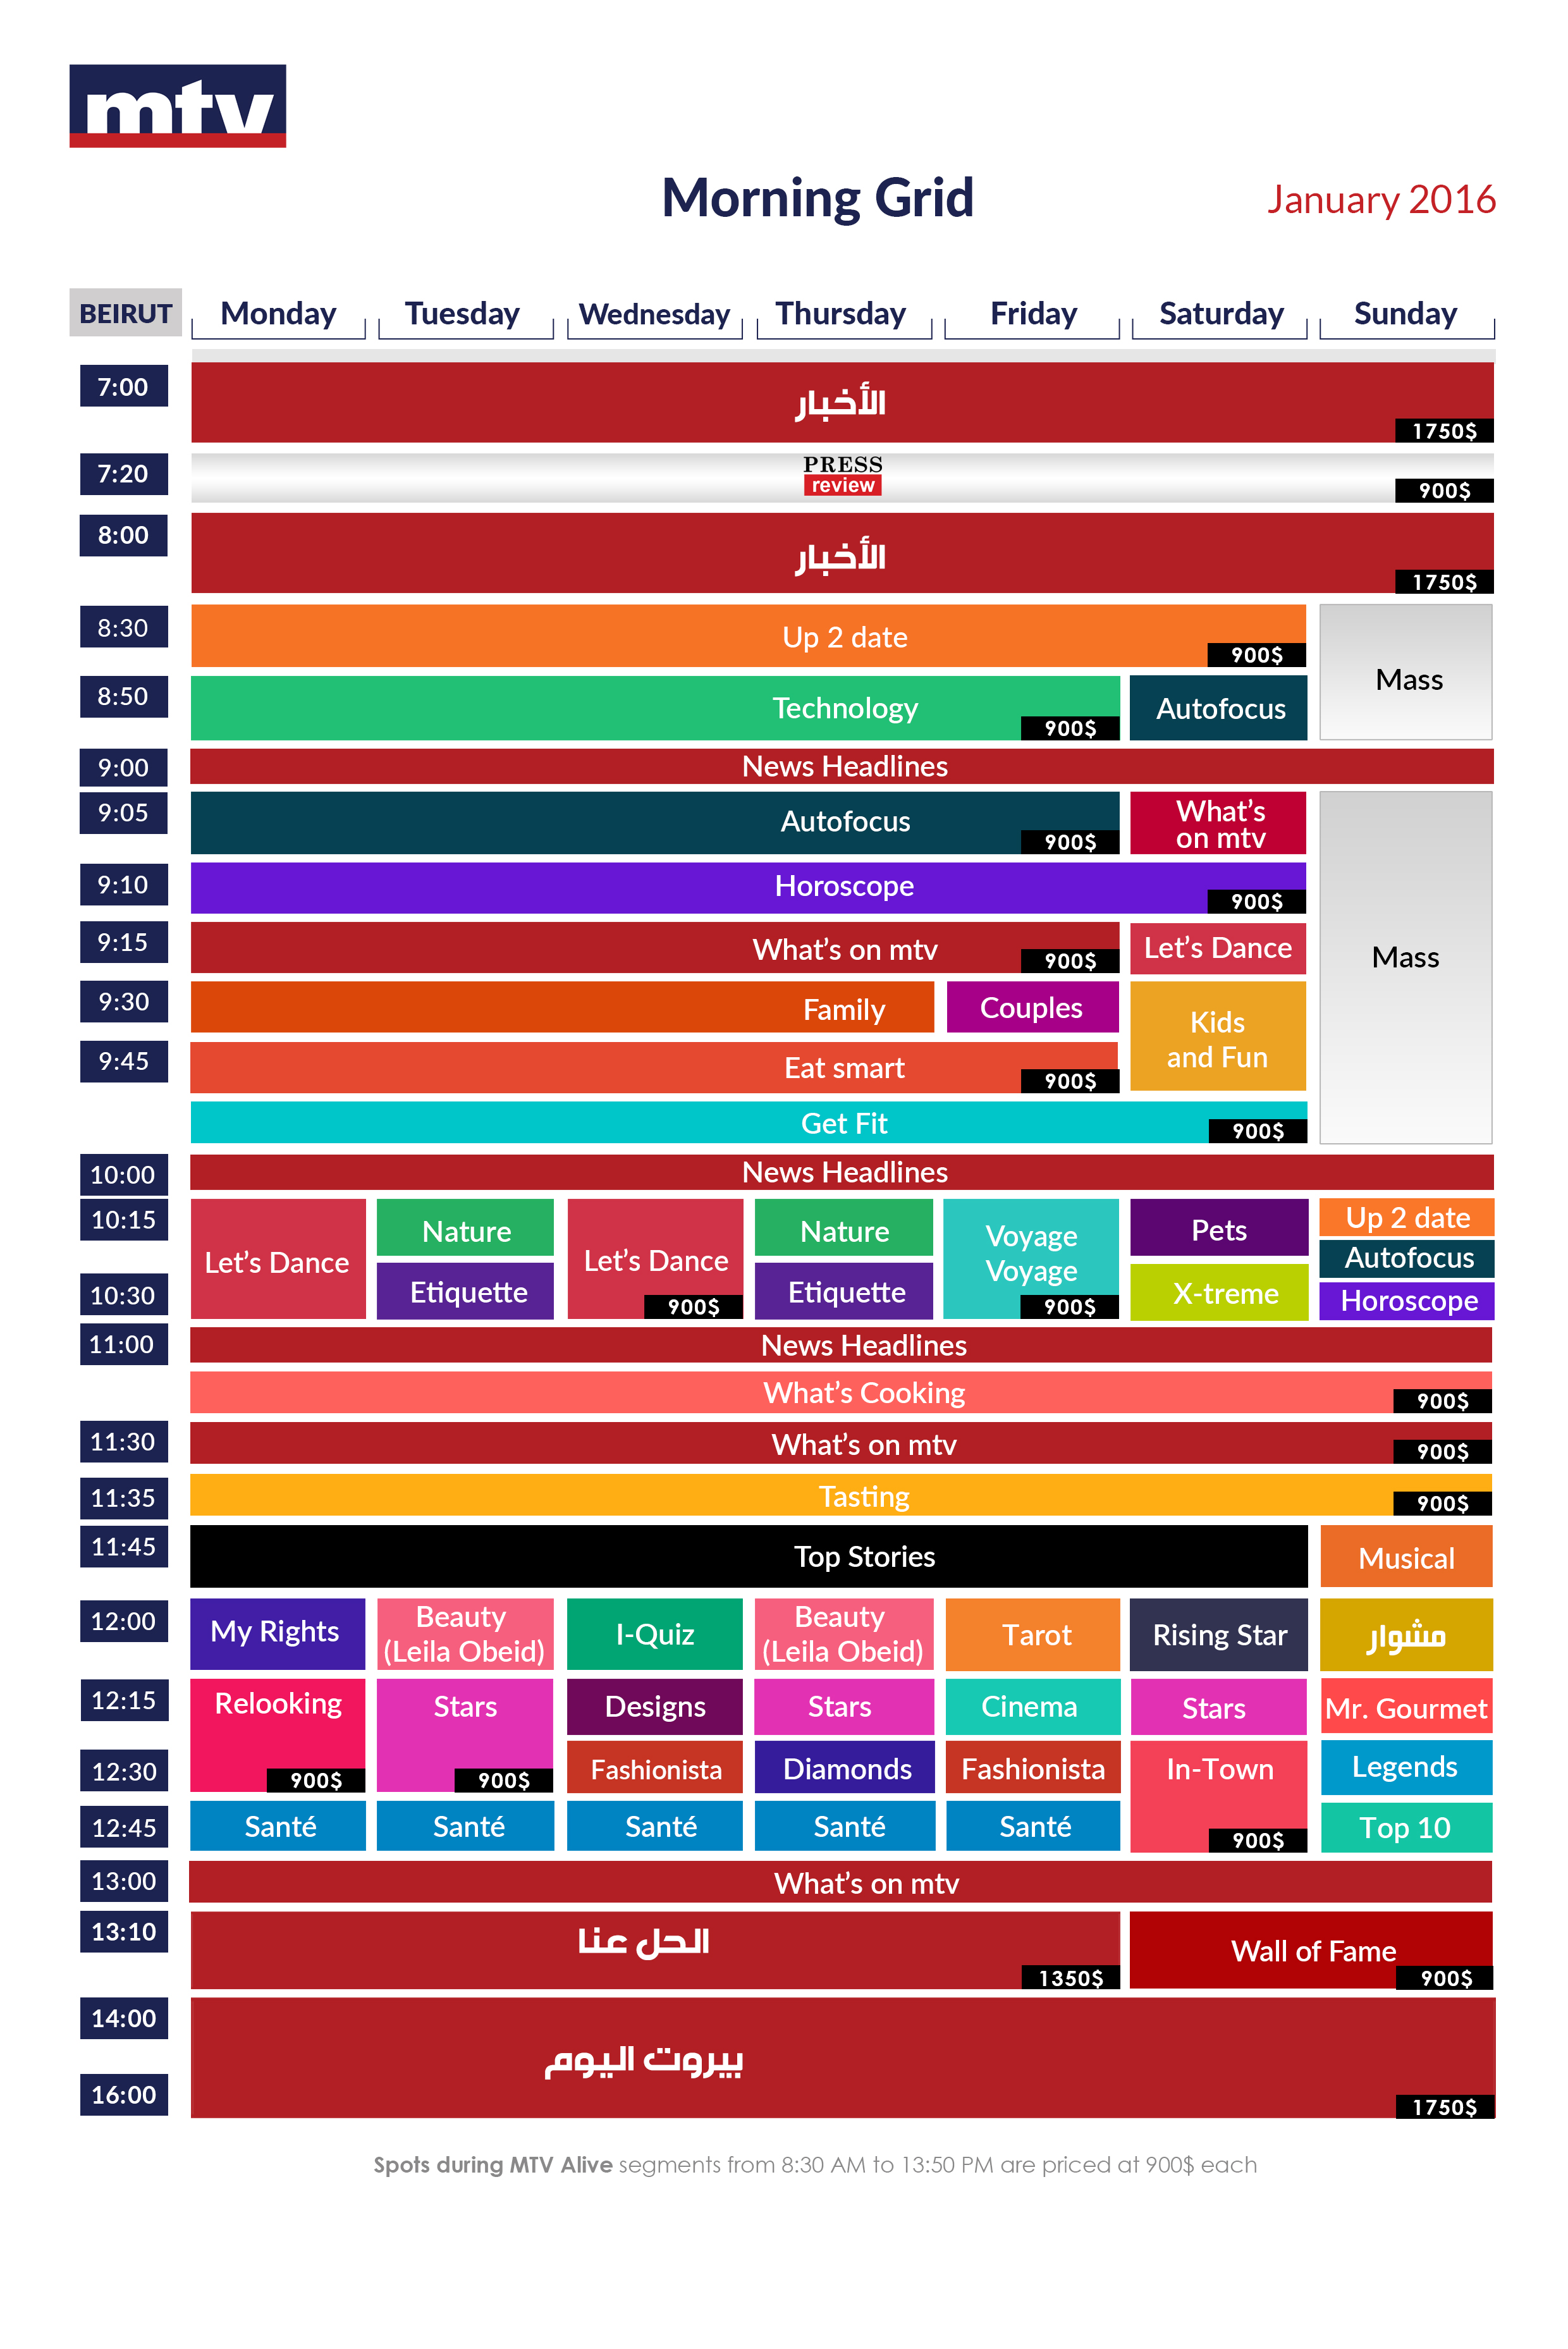 mtv
Morning Grid
January 2016
BEIRUT Monday Tuesday Wednesday Thursday Friday Saturday Sunday
7:00
الأخبار
1750$
7:20
PRESS
review
900$
8:00
الأخبار
1750$
8:30
Up 2 date
900$
Mass
8:50
Technology
900$
Autofocus
9:00
News Headlines
9:05
Autofocus
900$
What's
on mtv
Mass
9:10
Horoscope
900$
9:15
What's on mtv
900$
Let's Dance
9:30
Family
Couples
Kids
and Fun
9:45
Eat smart
900$
Get Fit
900$
10:00
News Headlines
10:15
Let's Dance
Nature
Etiquette
Let's Dance
900$
Nature
Etiquette
Voyage
Voyage
900$
Pets
X-treme
Up 2 date
Autofocus
Horoscope
10:30
11:00
News Headlines
What's Cooking
900$
11:30
What's on mtv
900$
11:35
Tasting
900$
11:45
Top Stories
Musical
12:00
My Rights
Beauty
(Leila Obeid)
I-Quiz
Beauty
(Leila Obeid)
Tarot
Rising Star
مشوار
12:15
Relooking
900$
Stars
900$
Designs
Stars
Cinema
Stars
Mr. Gourmet
12:30
Fashionista
Diamonds
Fashionista
In-Town
900$
Legends
12:45
Santé
Santé
Santé
Santé
Santé
Top 10
13:00
What's on mtv
13:10
الحل عنا
1350$
Wall of Fame
900$
14:00
بيروت اليوم
16:00
1750$
Spots during MTV Alive segments from 8:30 AM to 13:50 PM are priced at 900$ each